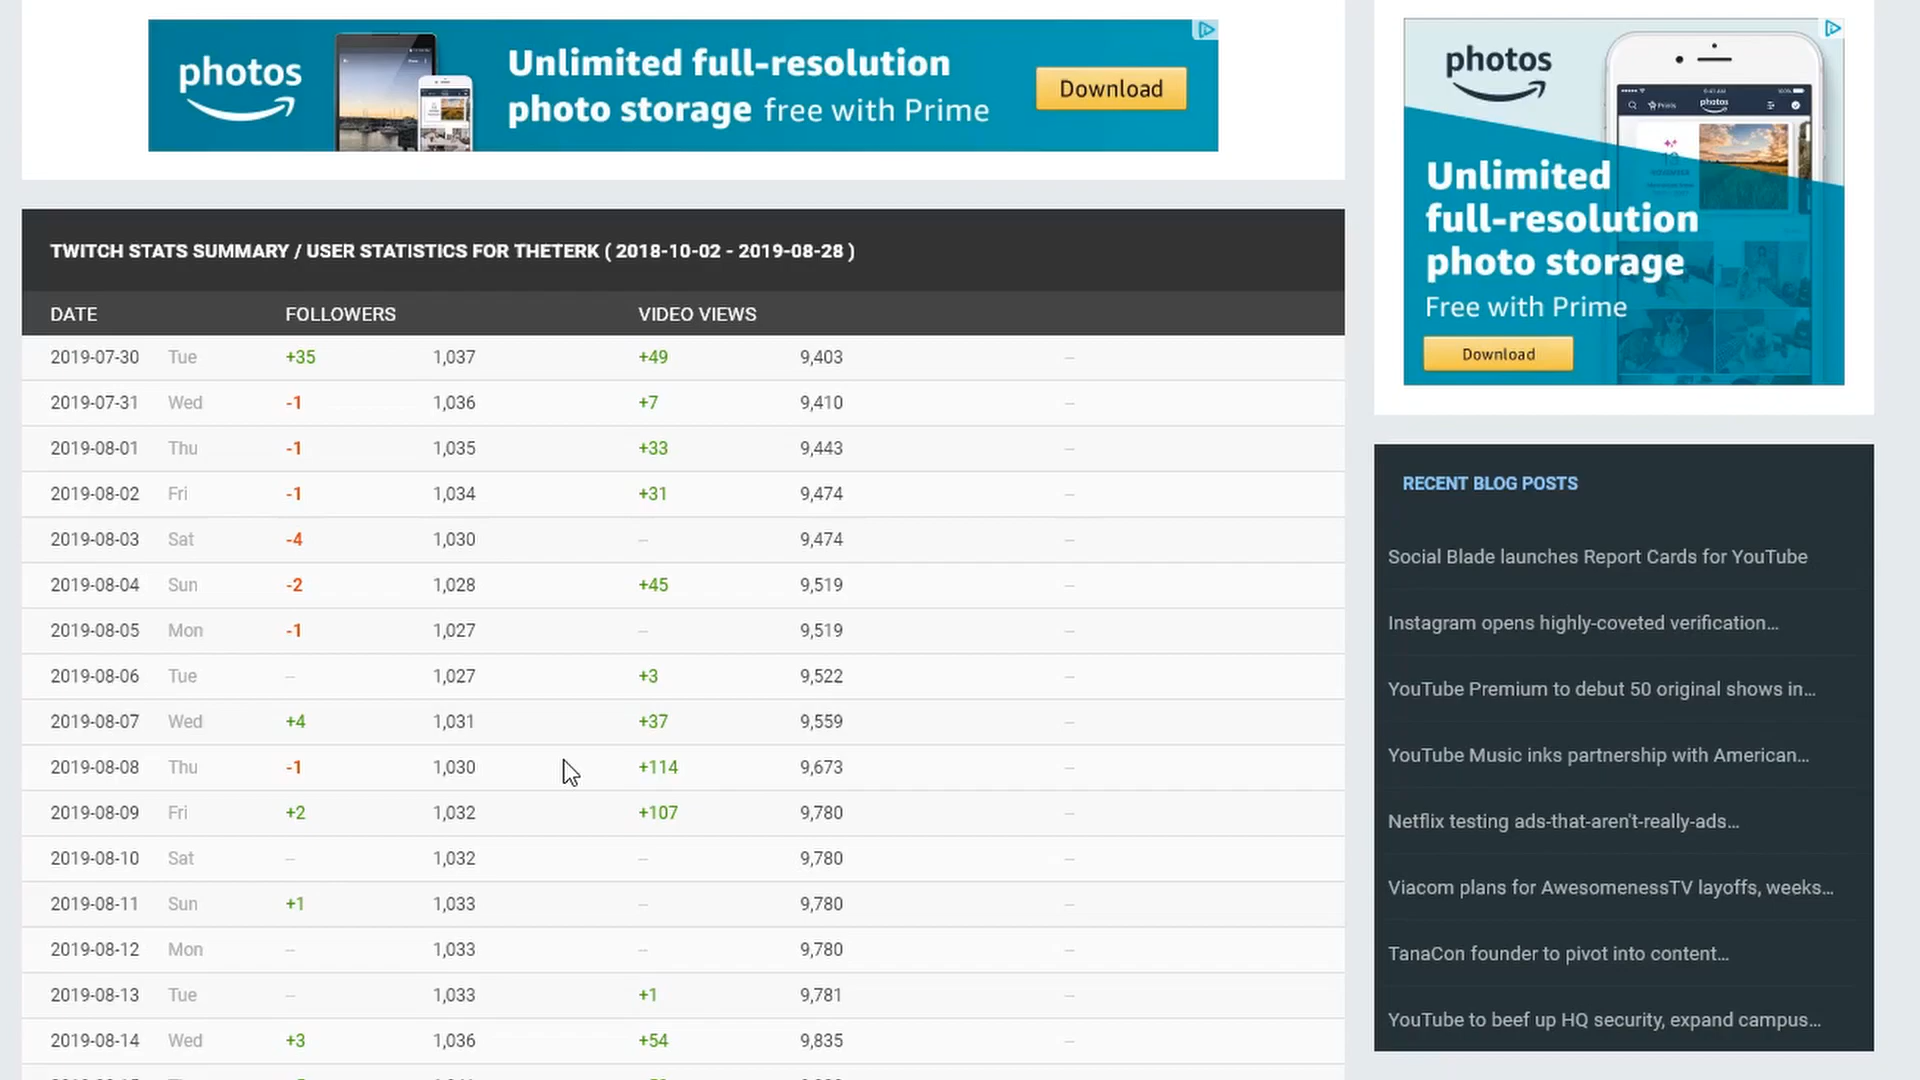 photos
Unlimited full-resolution
photo storage free with Prime
Download
TWITCH STATS SUMMARY / USER STATISTICS FOR THETERK ( 2018-10-02 - 2019-08-28 )
DATE FOLLOWERS VIDEO VIEWS
2019-07-30 Tue +35 1,037 +49 9,403 --
2019-07-31 Wed -1 1,036 +7 9,410 --
2019-08-01 Thu -1 1,035 +33 9,443 --
2019-08-02 Fri -1 1,034 +31 9,474 --
2019-08-03 Sat -4 1,030 -- 9,474 --
2019-08-04 Sun -2 1,028 +45 9,519 --
2019-08-05 Mon -1 1,027 -- 9,519 --
2019-08-06 Tue -- 1,027 +3 9,522 --
2019-08-07 Wed +4 1,031 +37 9,559 --
2019-08-08 Thu -1 1,030 +114 9,673 --
2019-08-09 Fri +2 1,032 +107 9,780 --
2019-08-10 Sat -- 1,032 -- 9,780 --
2019-08-11 Sun +1 1,033 -- 9,780 --
2019-08-12 Mon -- 1,033 -- 9,780 --
2019-08-13 Tue -- 1,033 +1 9,781 --
2019-08-14 Wed +3 1,036 +54 9,835 --
photos
Prints photos
Unlimited
full-resolution
photo storage
Free with Prime
Download
RECENT BLOG POSTS
Social Blade launches Report Cards for YouTube
Instagram opens highly-coveted verification...
YouTube Premium to debut 50 original shows in...
YouTube Music inks partnership with American...
Netflix testing ads-that-aren't-really-ads...
Viacom plans for AwesomenessTV layoffs, weeks...
TanaCon founder to pivot into content...
YouTube to beef up HQ security, expand campus...